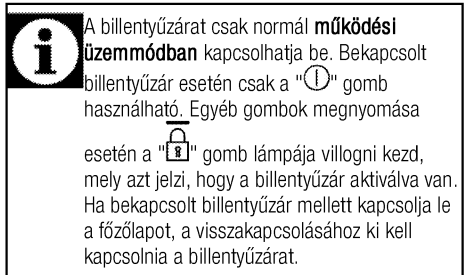 A billentyűzárat csak normál működési
üzemmódban kapcsolhatja be. Bekapcsolt
billentyűzár esetén csak a "" gomb
használható. Egyéb gombok megnyomása
esetén a "" gomb lámpája villogni kezd,
mely azt jelzi, hogy a billentyűzár aktiválva van.
Ha bekapcsolt billentyűzár mellett kapcsolja le
a főzőlapot, a visszakapcsolásához ki kell
kapcsolnia a billentyűzárat.